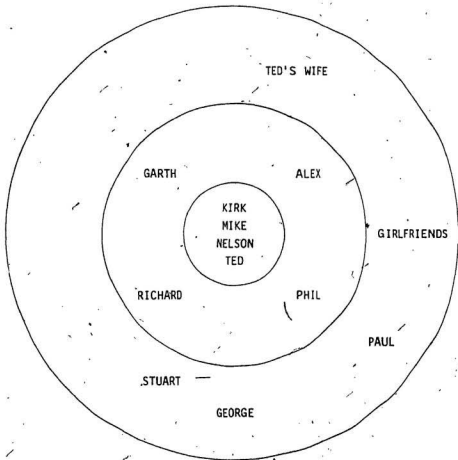 TED'S WIFE
GARTH
ALEX
KIRK
MIKE
NELSON
TED
GIRLFRIENDS
RICHARD
PHIL
PAUL
STUART
GEORGE